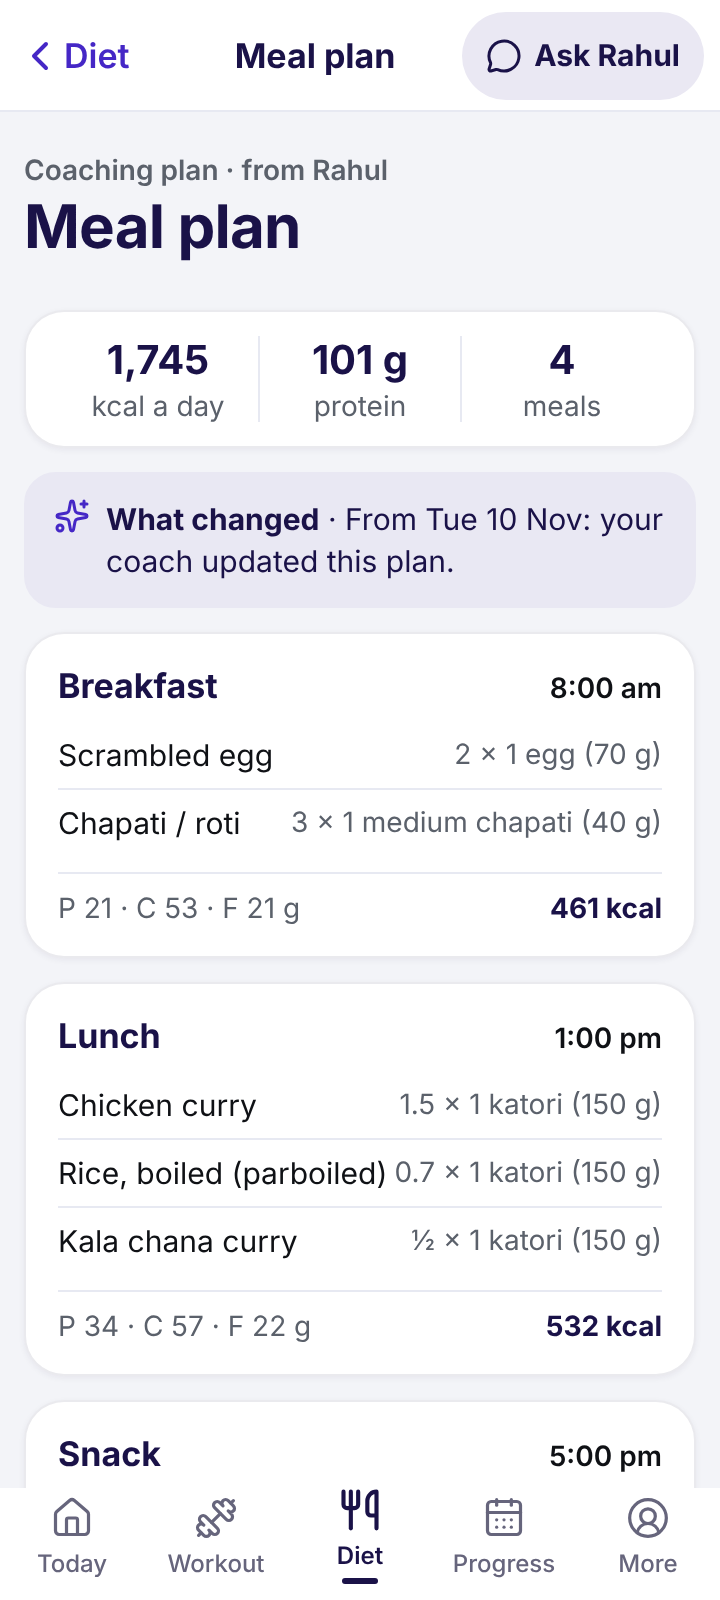 Diet
Meal plan
Ask Rahul
Coaching plan · from Rahul
Meal plan
1,745 101 g 4
kcal a day protein meals
What changed · From Tue 10 Nov: your
coach updated this plan.
Breakfast 8:00 am
Scrambled egg 2 × 1 egg (70 g)
Chapati / roti 3 × 1 medium chapati (40 g)
P 21 · C 53 · F 21 g 461 kcal
Lunch 1:00 pm
Chicken curry 1.5 × 1 katori (150 g)
Rice, boiled (parboiled) 0.7 × 1 katori (150 g)
Kala chana curry ½ × 1 katori (150 g)
P 34 · C 57 · F 22 g 532 kcal
Snack 5:00 pm
Today Workout Diet Progress More